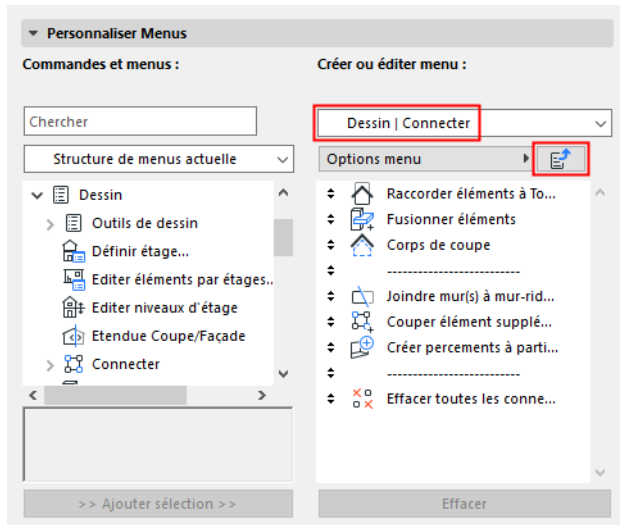 Personnaliser Menus
Commandes et menus :
Créer ou éditer menu :
Chercher
Dessin | Connecter
Structure de menus actuelle
Options menu
Dessin
Outils de dessin
Définir étage...
Editer éléments par étages..
Editer niveaux d'étage
Etendue Coupe/Façade
Connecter
Raccorder éléments à To...
Fusionner éléments
Corps de coupe
--------------------------
Joindre mur(s) à mur-rid...
Couper élément supplé...
Créer percements à parti...
--------------------------
Effacer toutes les conne...
>> Ajouter sélection >>
Effacer